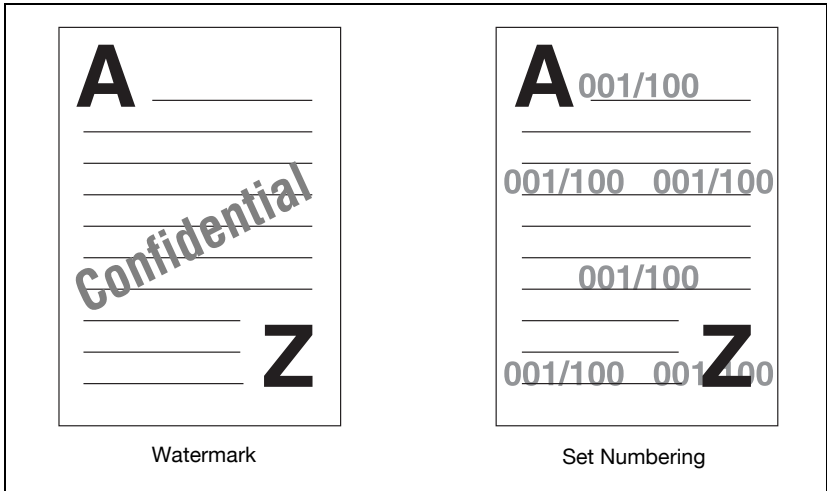 A
Confidential
Z
Watermark
A 001/100
001/100 001/100
001/100
Z
001/100 001/100
Set Numbering